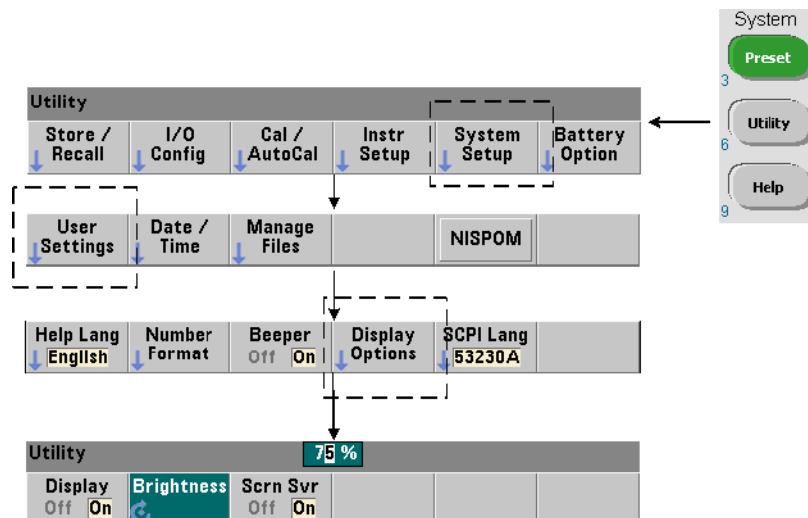 System
Preset
3
Utility
6
Help
9
Utility
Store / Recall
I/O Config
Cal / AutoCal
Instr Setup
System Setup
Battery Option
User Settings
Date / Time
Manage Files
NISPOM
Help Lang
English
Number Format
Beeper
Off On
Display Options
SCPI Lang
53230A
Utility
75 %
Display
Off On
Brightness
Scrn Svr
Off On